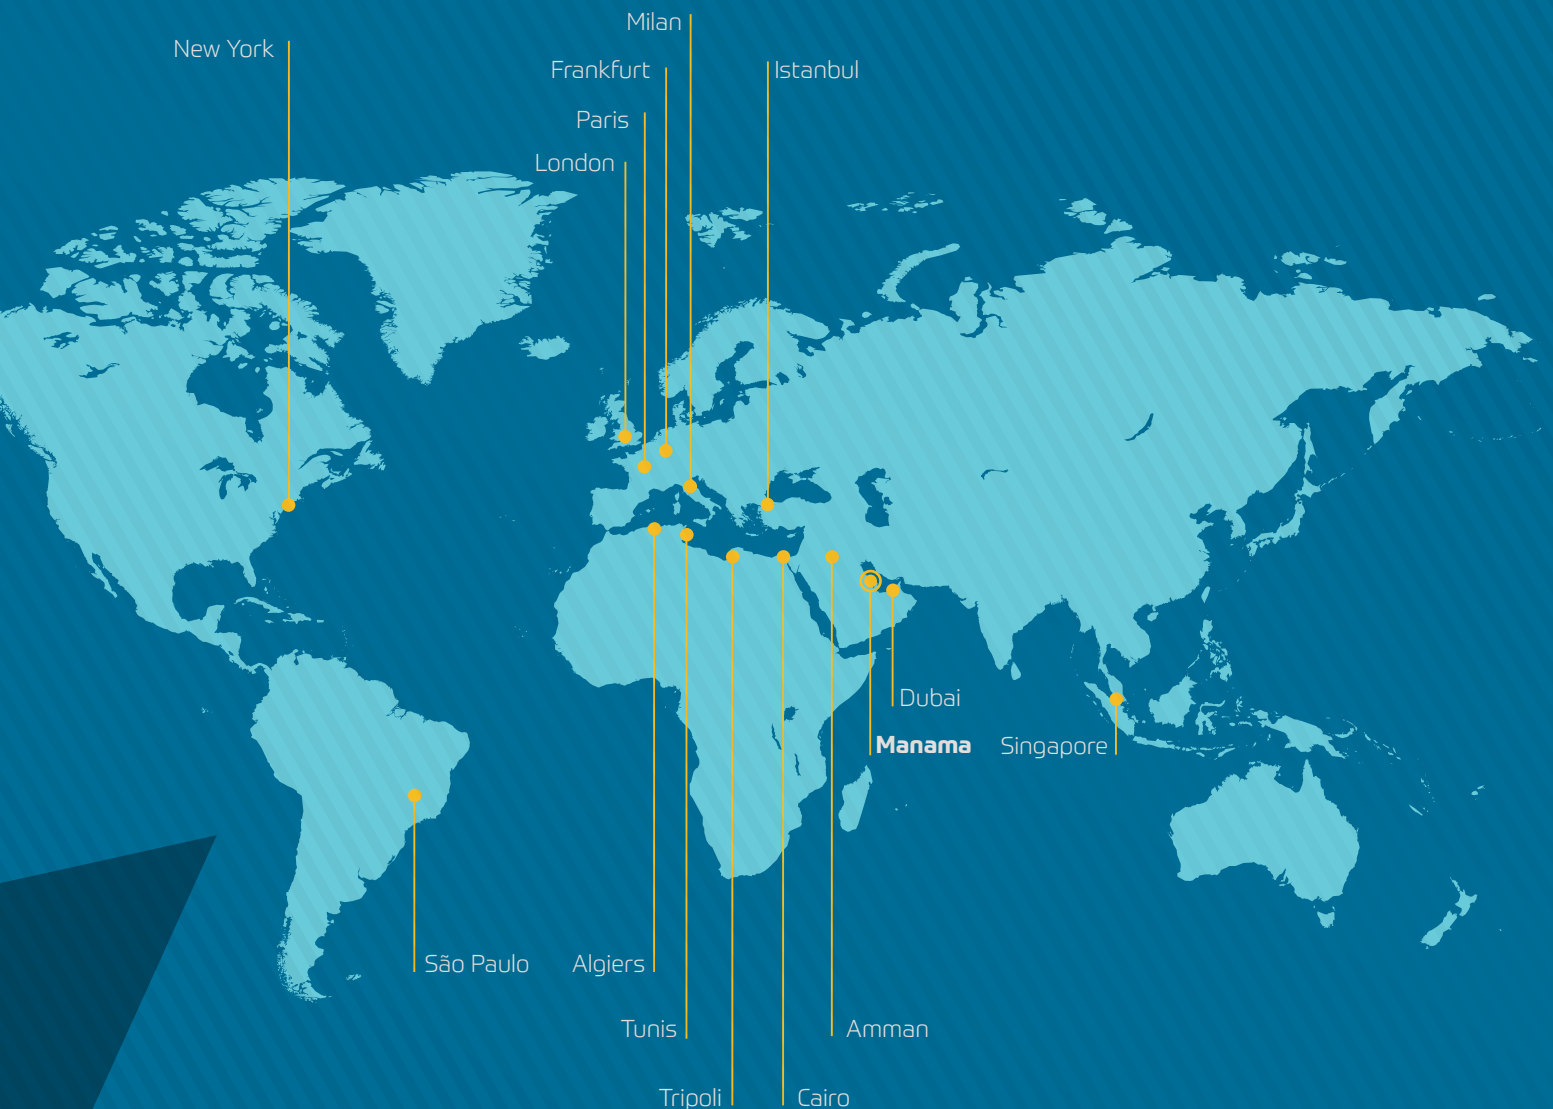 Milan
New York
Frankfurt
Istanbul
Paris
London
Dubai
Manama
Singapore
São Paulo
Algiers
Tunis
Amman
Tripoli
Cairo